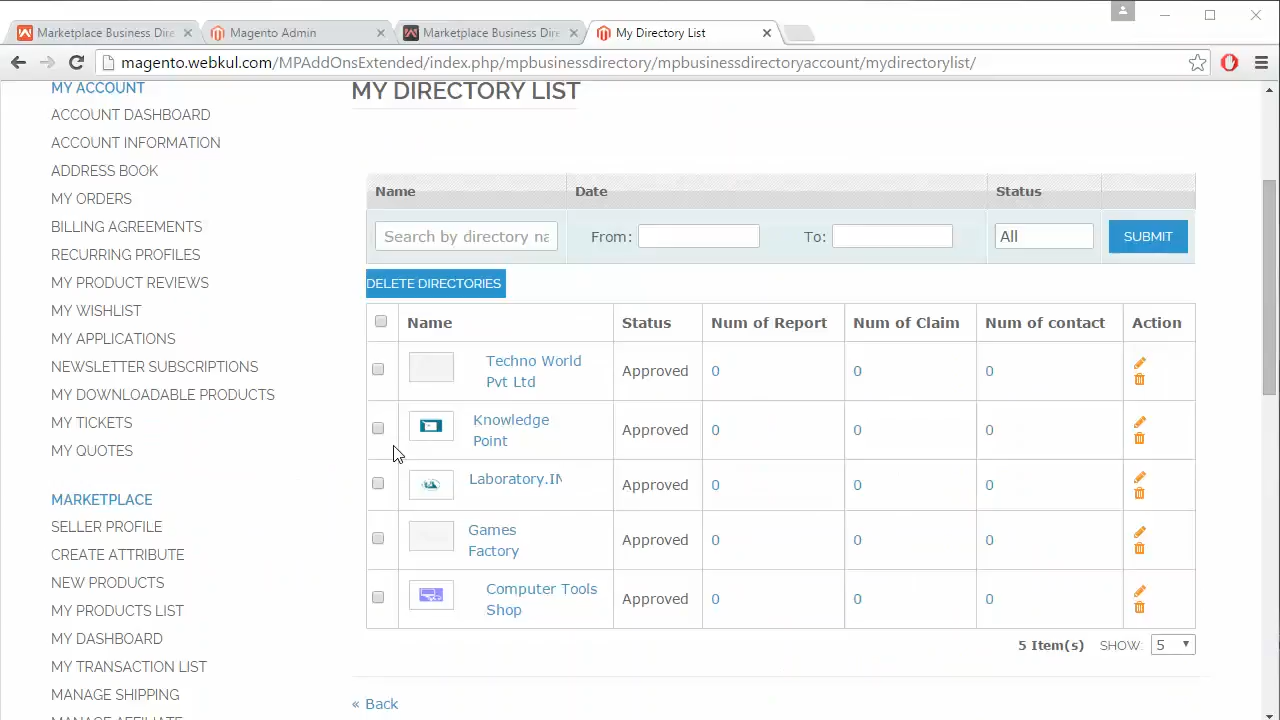 Marketplace Business Dire
Magento Admin
Marketplace Business Dire
My Directory List
magento.webkul.com/MPAddOnsExtended/index.php/mpbusinessdirectory/mpbusinessdirectoryaccount/mydirectorylist/
MY ACCOUNT
ACCOUNT DASHBOARD
ACCOUNT INFORMATION
ADDRESS BOOK
MY ORDERS
BILLING AGREEMENTS
RECURRING PROFILES
MY PRODUCT REVIEWS
MY WISHLIST
MY APPLICATIONS
NEWSLETTER SUBSCRIPTIONS
MY DOWNLOADABLE PRODUCTS
MY TICKETS
MY QUOTES
MARKETPLACE
SELLER PROFILE
CREATE ATTRIBUTE
NEW PRODUCTS
MY PRODUCTS LIST
MY DASHBOARD
MY TRANSACTION LIST
MANAGE SHIPPING
MANAGE AFFILIATE
MY DIRECTORY LIST
Name Date Status
Search by directory na From: To: All SUBMIT
DELETE DIRECTORIES
Name Status Num of Report Num of Claim Num of contact Action
Techno World
Pvt Ltd
Approved 0 0 0
Knowledge
Point
Approved 0 0 0
Laboratory.IN
Approved 0 0 0
Games
Factory
Approved 0 0 0
Computer Tools
Shop
Approved 0 0 0
5 Item(s) SHOW: 5
« Back